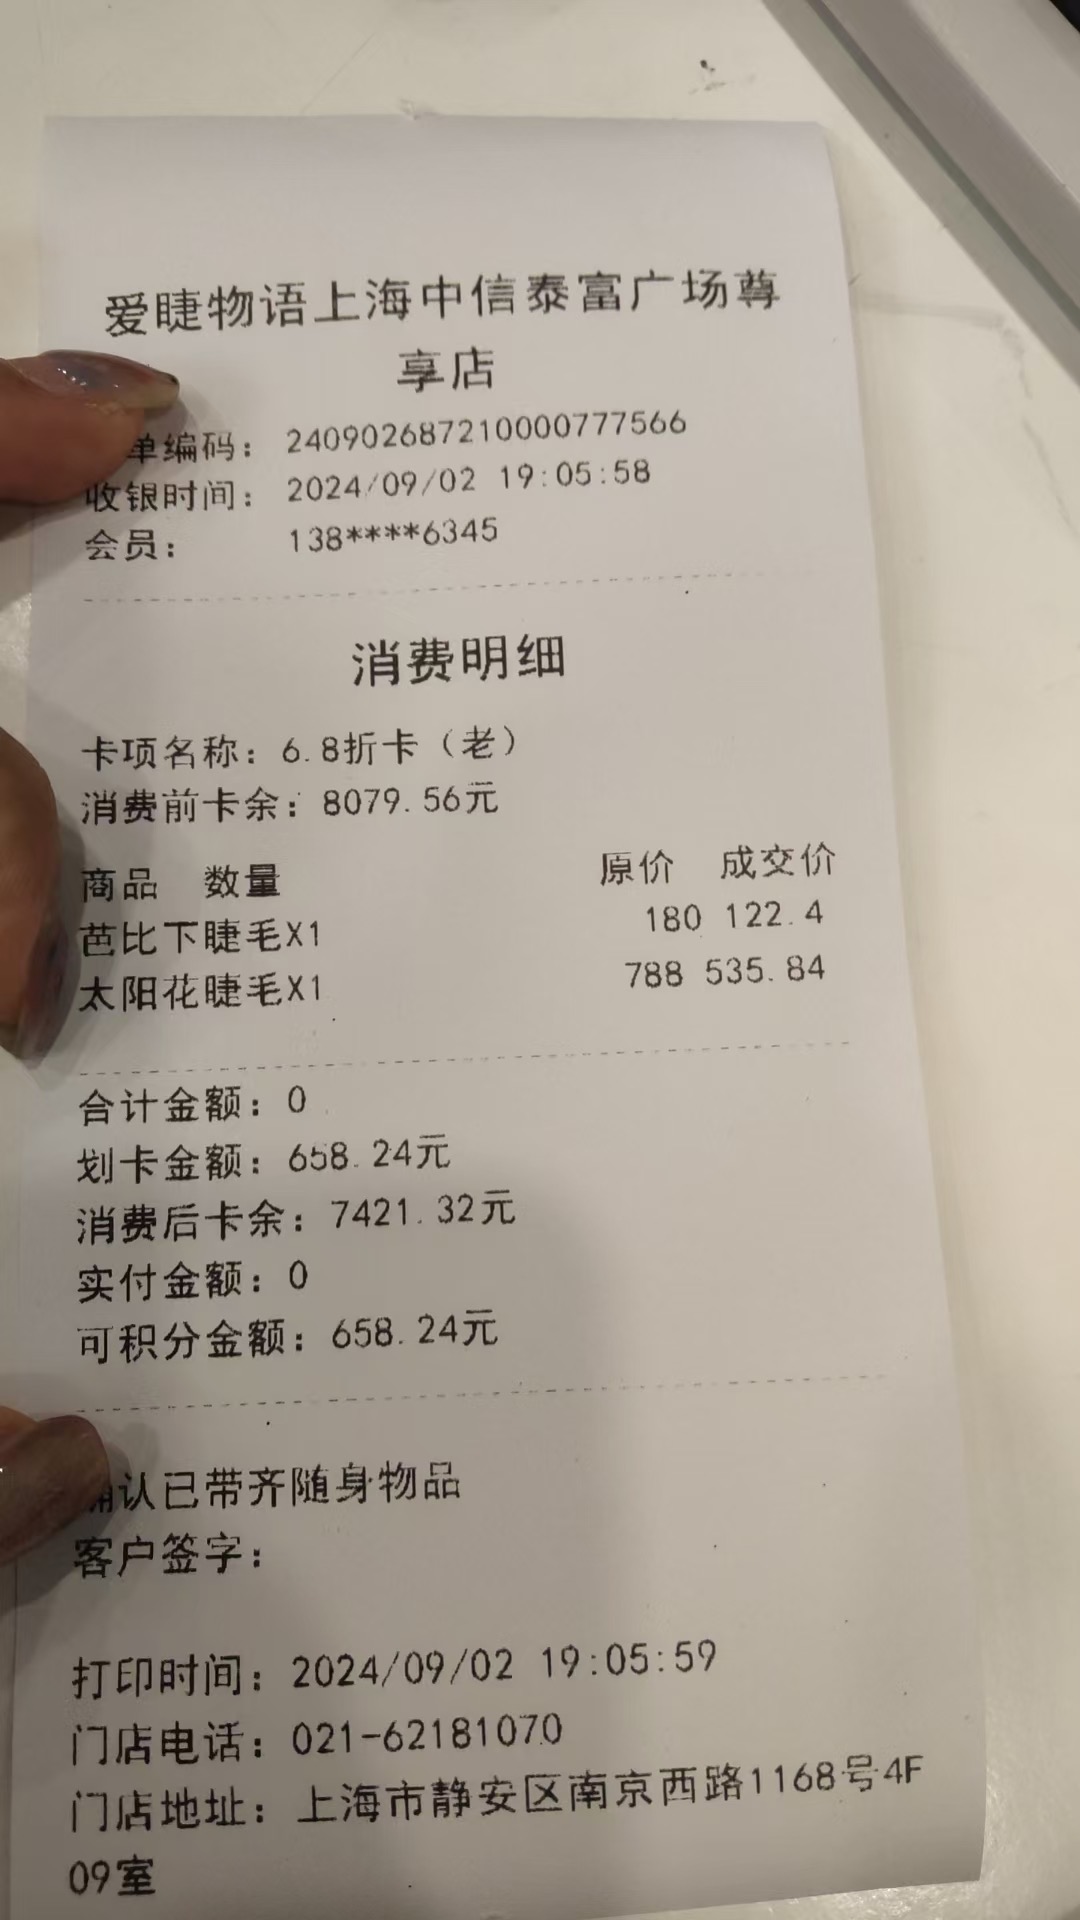 爱睫物语上海中信泰富广场尊
享店
单编码： 240902687210000777566
收银时间： 2024/09/02 19:05:58
会员： 138****6345
消费明细
卡项名称：6.8折卡（老）
消费前卡余：8079.56元
商品 数量 原价 成交价
芭比下睫毛X1 180 122.4
太阳花睫毛X1 788 535.84
合计金额：0
划卡金额：658.24元
消费后卡余：7421.32元
实付金额：0
可积分金额：658.24元
确认已带齐随身物品
客户签字：
打印时间：2024/09/02 19:05:59
门店电话：021-62181070
门店地址：上海市静安区南京西路1168号4F
09室